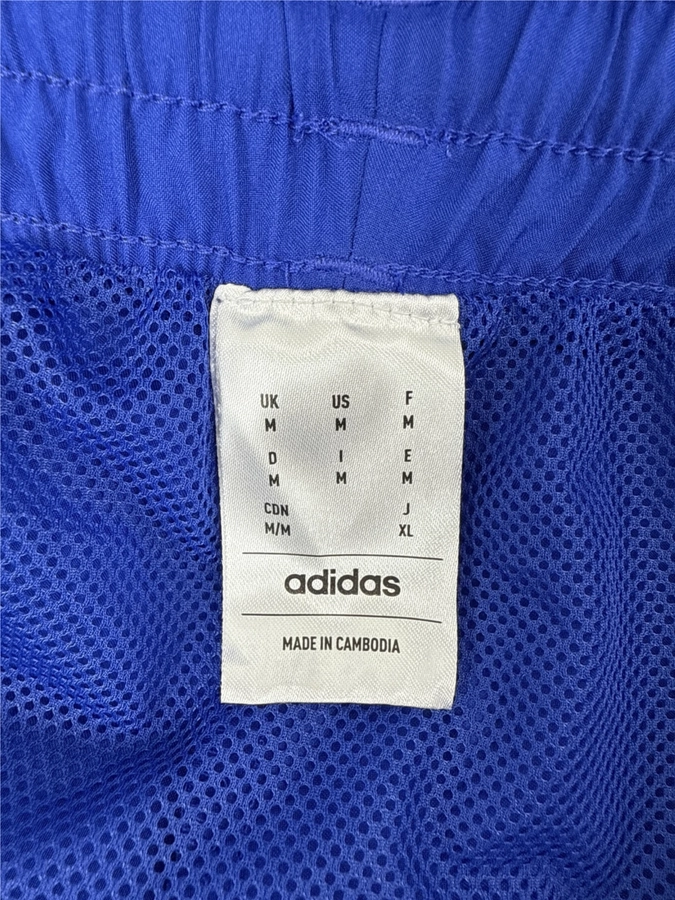 UK US F
M M M
D I E
M M M
CDN J
M/M XL
adidas
MADE IN CAMBODIA